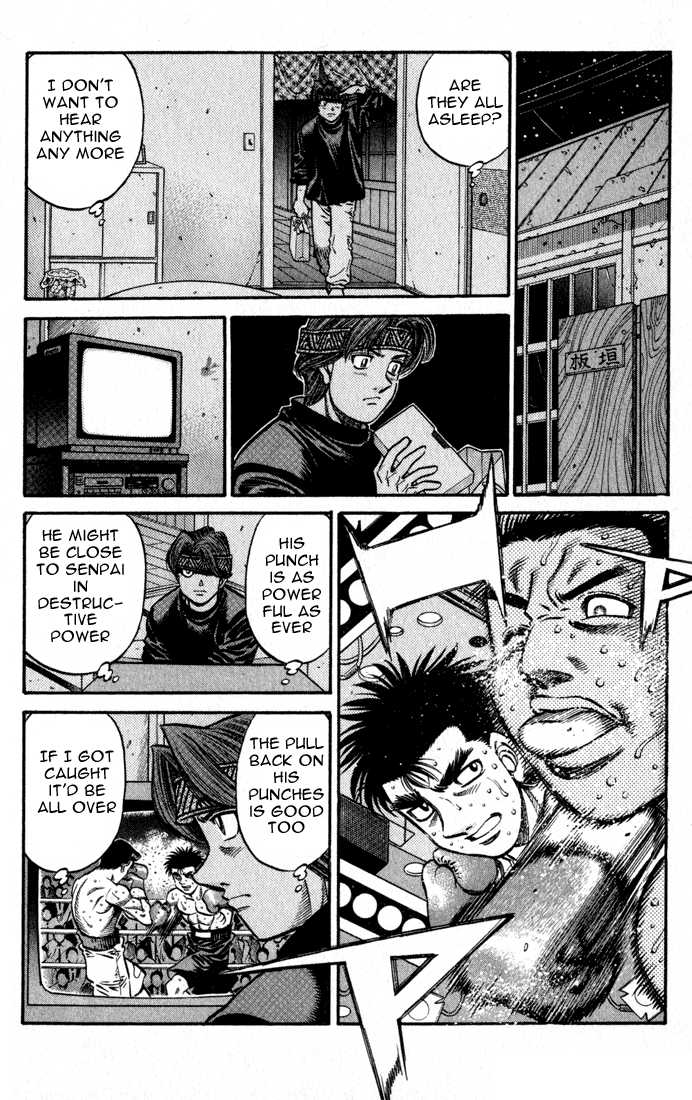 ARE
THEY ALL
ASLEEP?
I DON'T
WANT TO
HEAR
ANYTHING
ANY MORE
板垣
HIS
PUNCH
IS AS
POWER
FUL AS
EVER
HE MIGHT
BE CLOSE
TO SENPAI
IN
DESTRUC-
TIVE
POWER
THE PULL
BACK ON
HIS
PUNCHES
IS GOOD
TOO
IF I GOT
CAUGHT
IT'D BE
ALL OVER